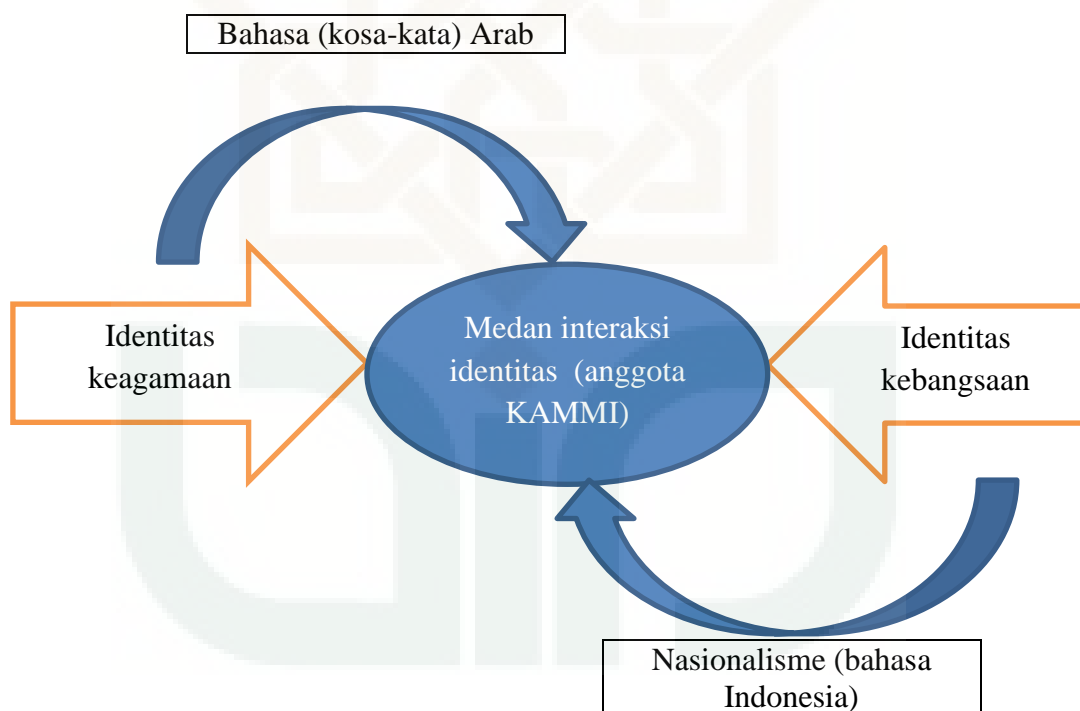 Bahasa (kosa-kata) Arab
Identitas
keagamaan
Medan interaksi
identitas (anggota
KAMMI)
Identitas
kebangsaan
Nasionalisme (bahasa
Indonesia)